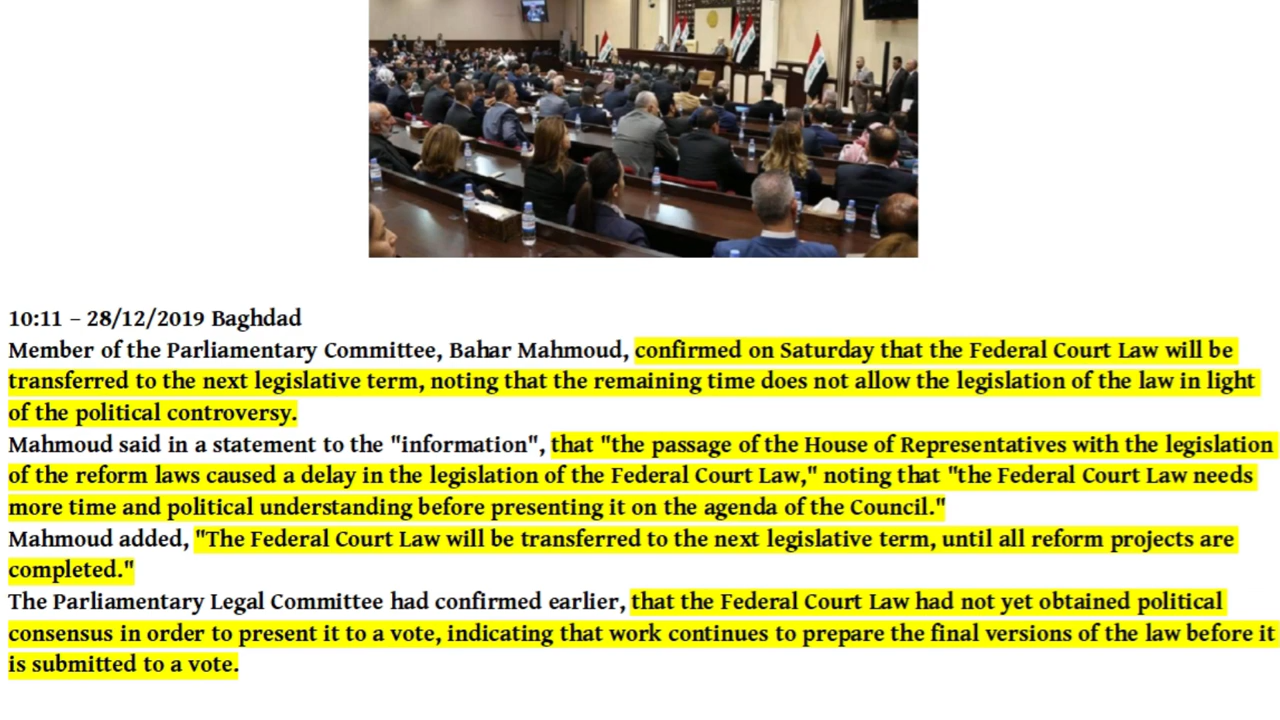 10:11 – 28/12/2019 Baghdad
Member of the Parliamentary Committee, Bahar Mahmoud, confirmed on Saturday that the Federal Court Law will be
transferred to the next legislative term, noting that the remaining time does not allow the legislation of the law in light
of the political controversy.
Mahmoud said in a statement to the "information", that "the passage of the House of Representatives with the legislation
of the reform laws caused a delay in the legislation of the Federal Court Law," noting that "the Federal Court Law needs
more time and political understanding before presenting it on the agenda of the Council."
Mahmoud added, "The Federal Court Law will be transferred to the next legislative term, until all reform projects are
completed."
The Parliamentary Legal Committee had confirmed earlier, that the Federal Court Law had not yet obtained political
consensus in order to present it to a vote, indicating that work continues to prepare the final versions of the law before it
is submitted to a vote.